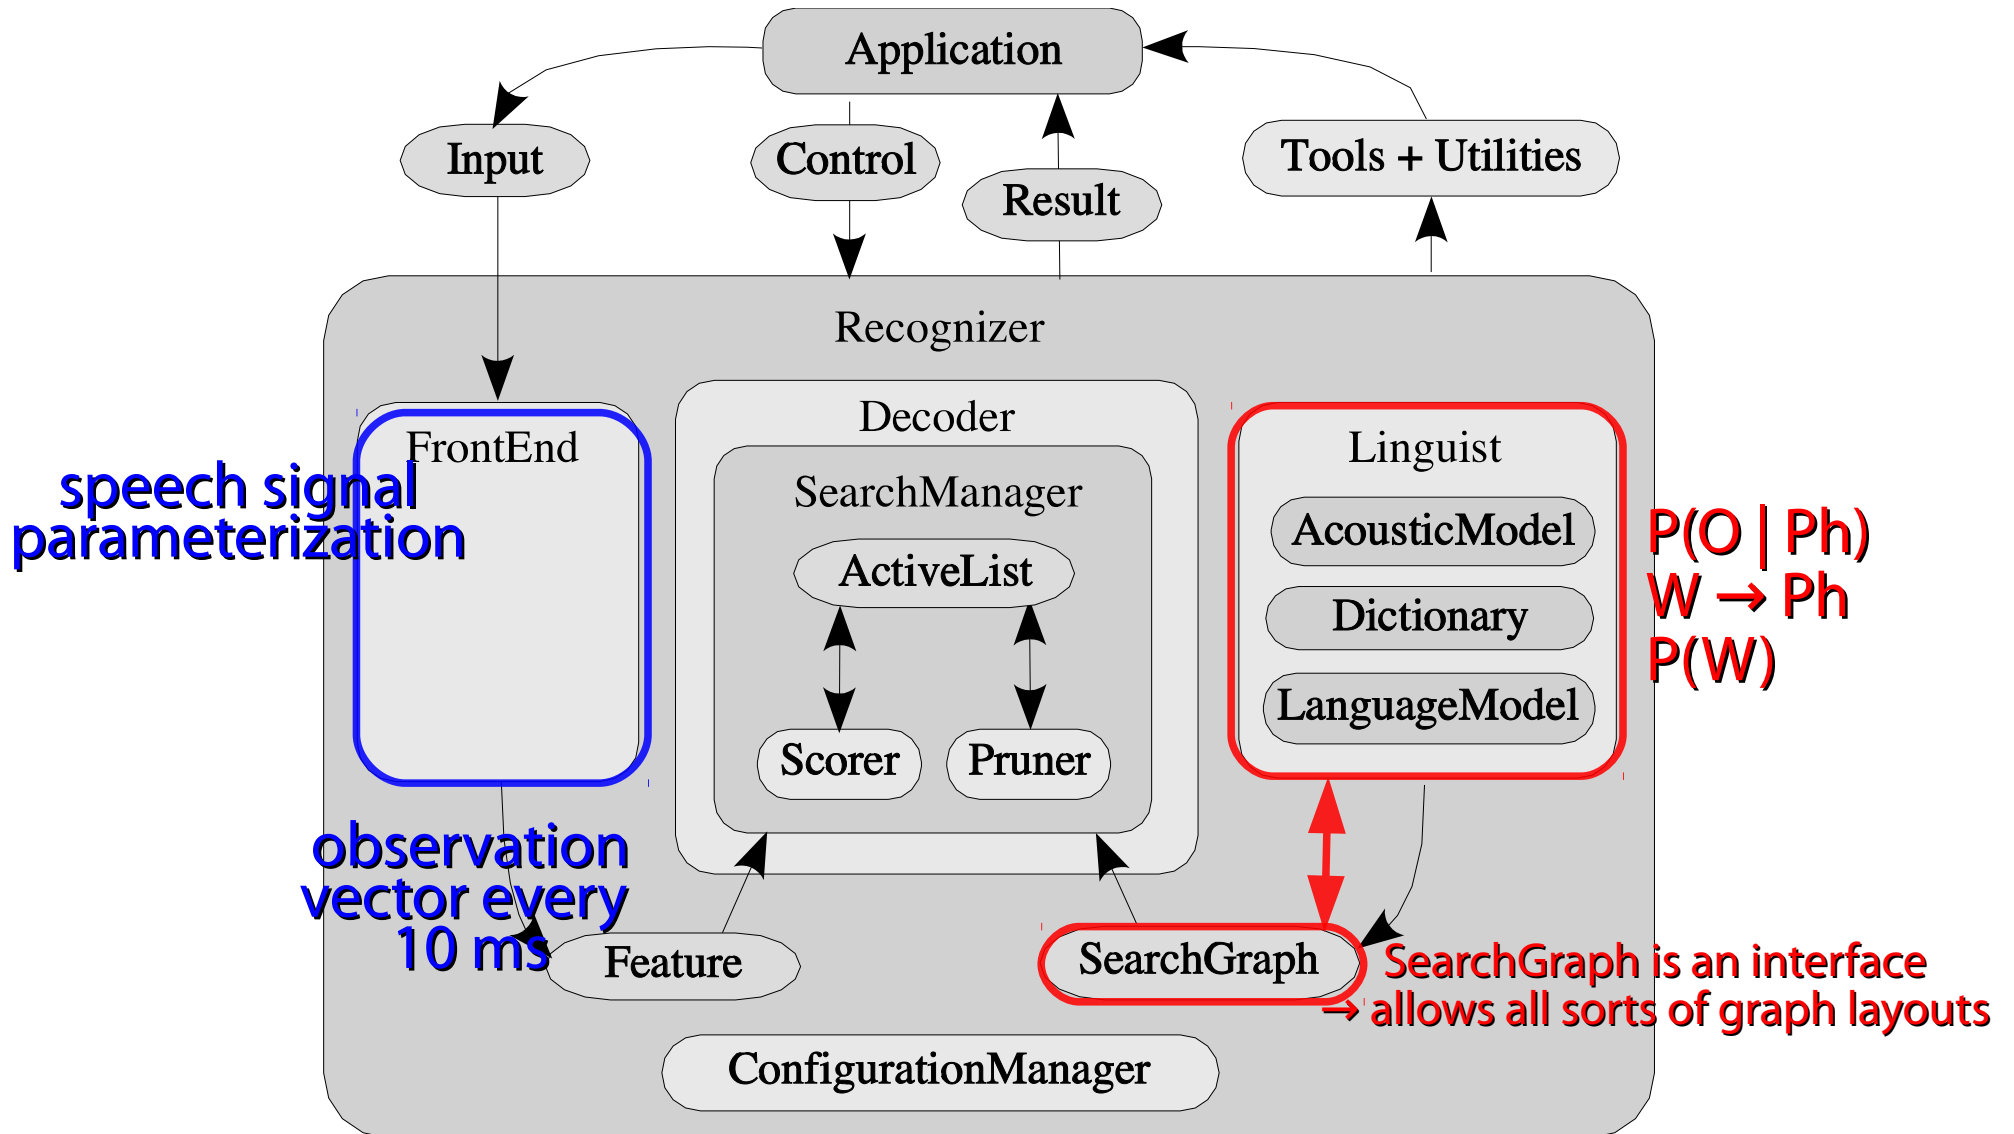 Application
Input
Control
Result
Tools + Utilities
Recognizer
FrontEnd
speech signal
parameterization
Decoder
SearchManager
ActiveList
Scorer
Pruner
Linguist
AcousticModel
Dictionary
LanguageModel
P(O | Ph)
W → Ph
P(W)
observation
vector every
10 ms
Feature
SearchGraph
SearchGraph is an interface
→ allows all sorts of graph layouts
ConfigurationManager